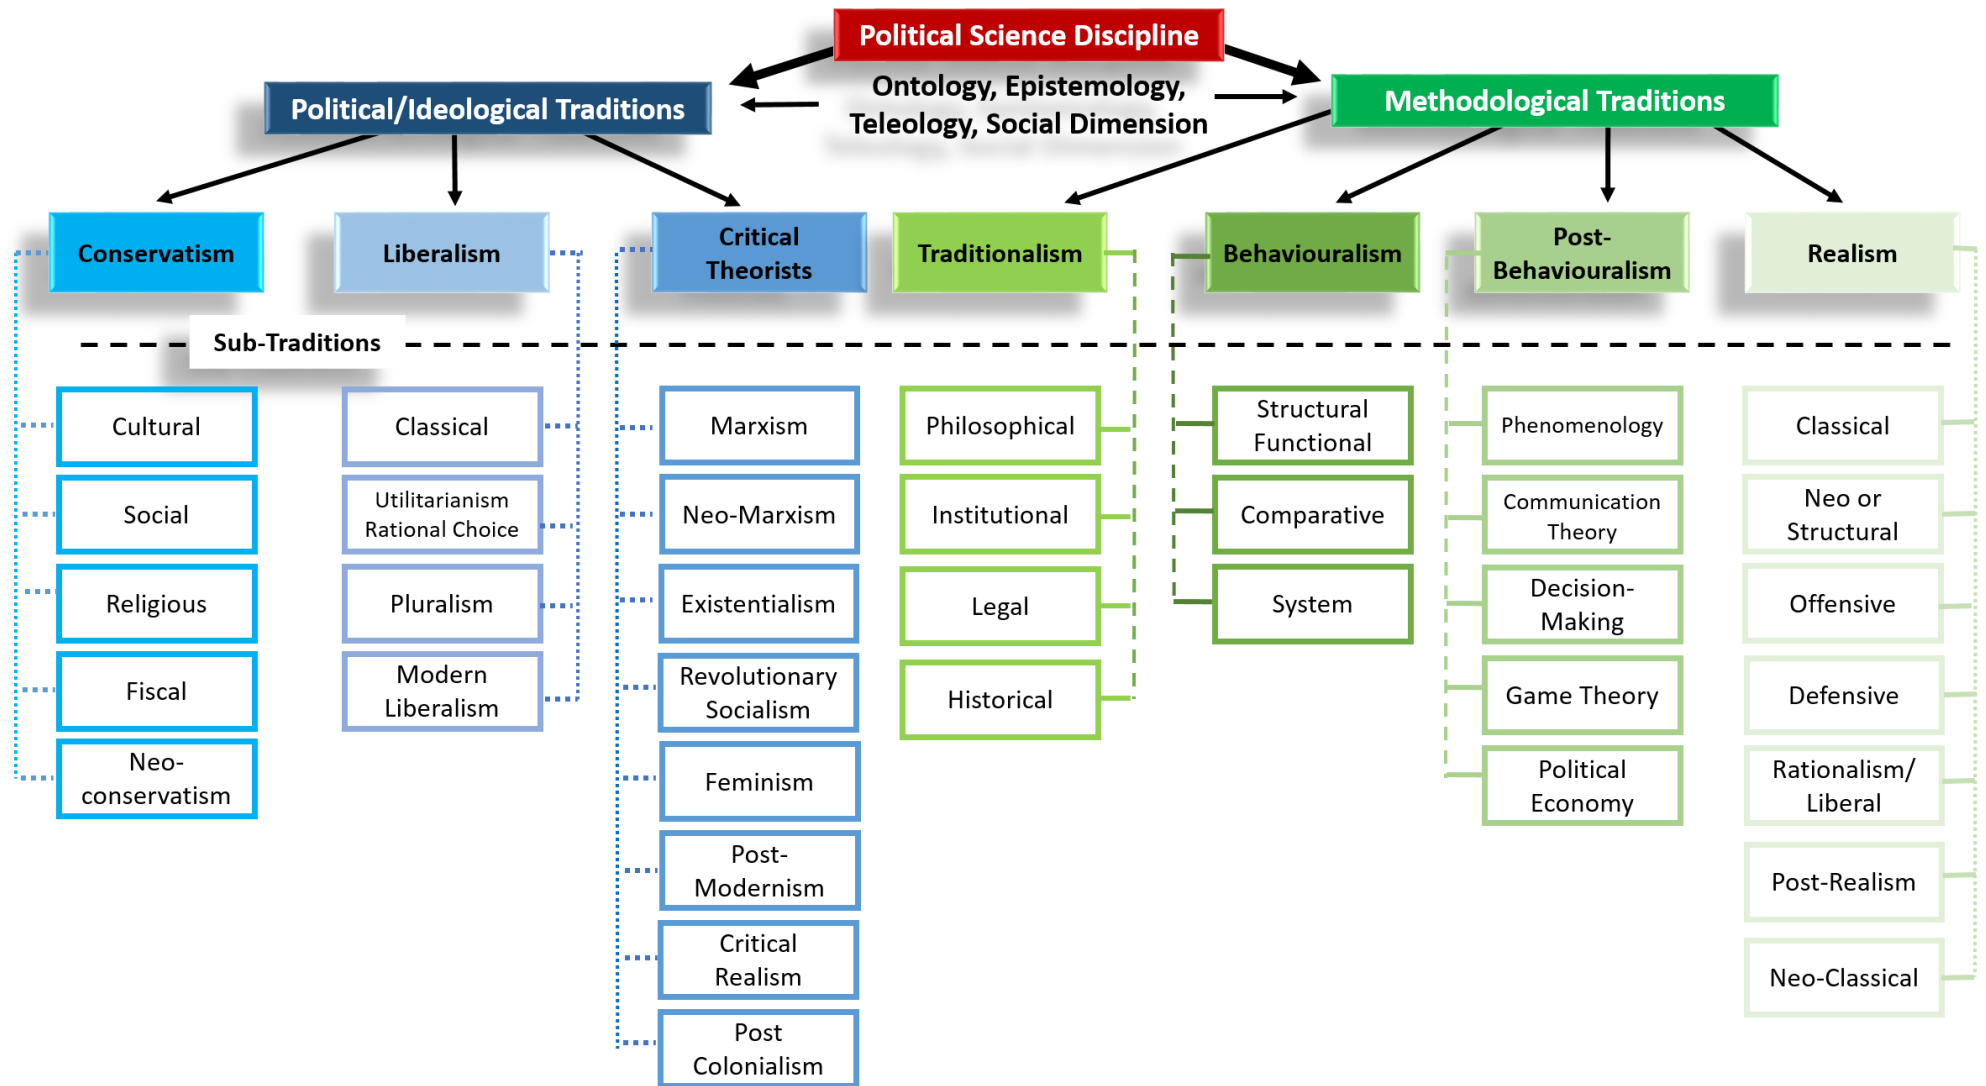 Political Science Discipline
Ontology, Epistemology,
Teleology, Social Dimension
Political/Ideological Traditions
Methodological Traditions
Conservatism
Liberalism
Critical
Theorists
Traditionalism
Behaviouralism
Post-
Behaviouralism
Realism
Sub-Traditions
Cultural
Social
Religious
Fiscal
Neo-
conservatism
Classical
Utilitarianism
Rational Choice
Pluralism
Modern
Liberalism
Marxism
Neo-Marxism
Existentialism
Revolutionary
Socialism
Feminism
Post-
Modernism
Critical
Realism
Post
Colonialism
Philosophical
Institutional
Legal
Historical
Structural
Functional
Comparative
System
Phenomenology
Communication
Theory
Decision-
Making
Game Theory
Political
Economy
Classical
Neo or
Structural
Offensive
Defensive
Rationalism/
Liberal
Post-Realism
Neo-Classical